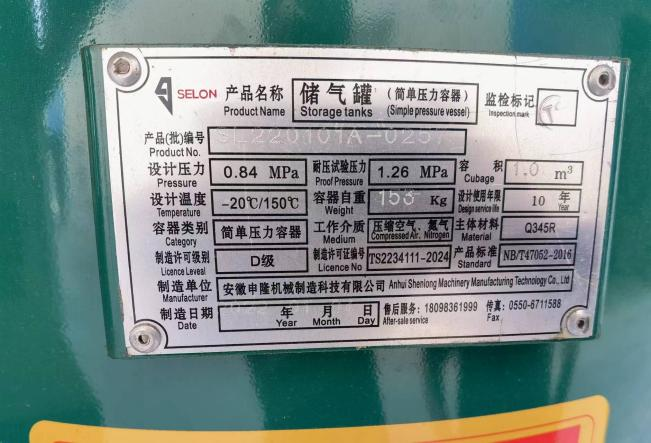 SELON 产品名称 储气罐 (简单压力容器) 监检标记
Product Name Storage tanks (Simple pressure vessel) Inspection mark
产品(批)编号 SL220101A-0257
Product No.
设计压力 0.84 MPa 耐压试验压力 1.26 MPa 容积 1.0 m³
Pressure Proof Pressure Cubage
设计温度 -20℃/150℃ 容器自重 Kg 设计使用年限 10 年
Temperature Weight Design service life Year
容器类别 简单压力容器 工作介质 压缩空气、氮气 主体材料 Q345R
Category Medium Compressed Air, Nitrogen Material
制造许可级别 D级 制造许可证编号 TS2234111-2024 产品标准 NB/T47052-2016
Licence Leveal Licence No Standard
制造单位 安徽申隆机械制造科技有限公司 Anhui Shenlong Machinery Manufacturing Technology Co., Ltd
Manufacturer
制造日期 年 月 日 售后服务: 18098361999 传真: 0550-6711588
Date Year Month Day After-sale service Fax